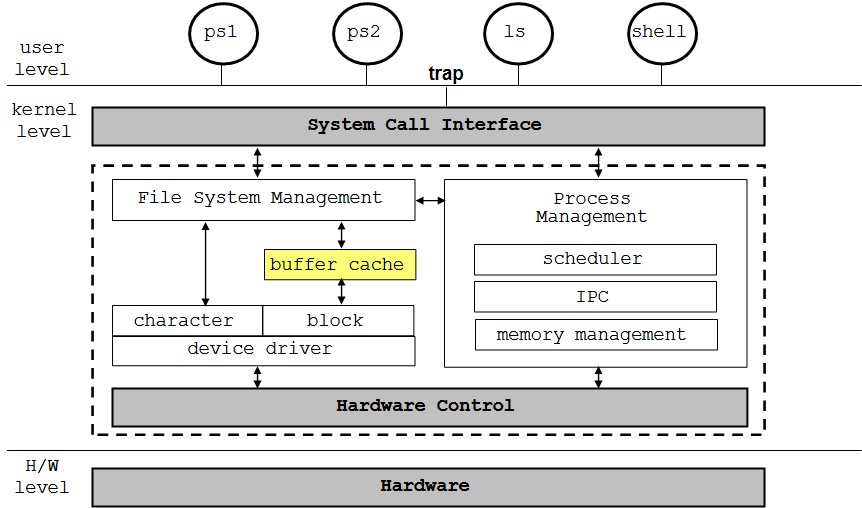 ps1
ps2
ls
shell
user
level
trap
kernel
level
System Call Interface
File System Management
Process
Management
buffer cache
scheduler
IPC
memory management
character
block
device driver
Hardware Control
H/W
level
Hardware